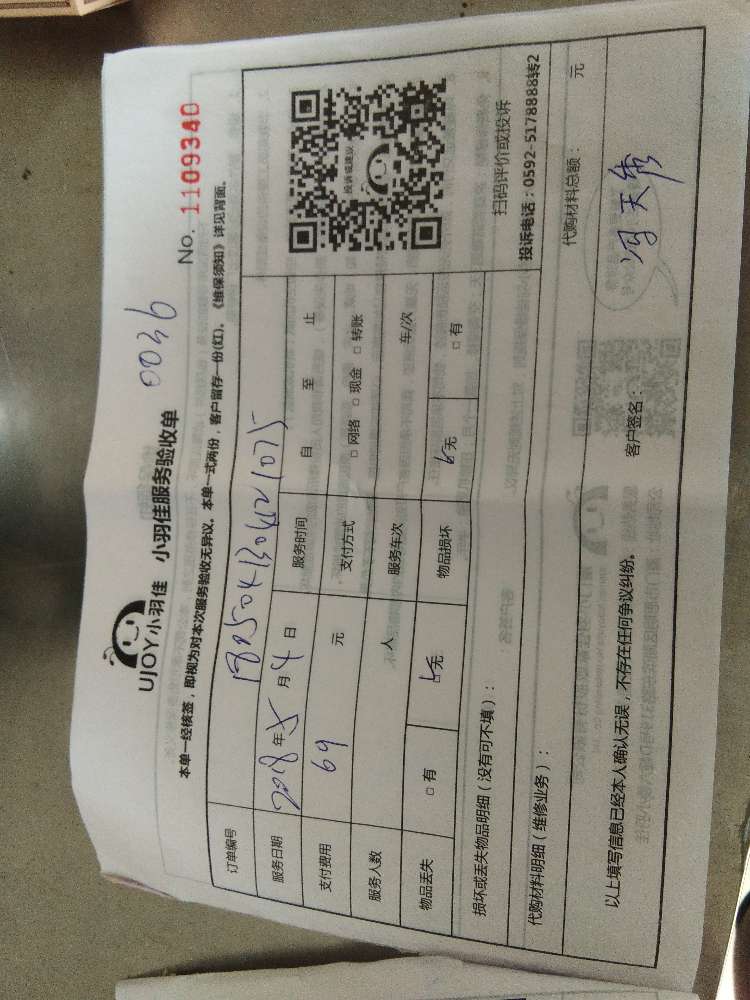 UJOY小羽佳 小羽佳服务验收单
0036
No. 1109340
本单一经核签，即视为对本次服务验收无异议。本单一式两份，客户留存一份(红)。《维保须知》详见背面。
订单编号
服务日期 2018年5月4日 服务时间 自 至 止
支付费用 69 元 支付方式 □ 网络 □ 现金 □ 转账
服务人数 人 服务车次 车/次
物品丢失 □ 有 无 物品损坏 无 □ 有
投诉或建议
损坏或丢失物品明细（没有可不填）：
扫码评价或投诉
投诉电话：0592-5178888转2
代购材料明细（维修业务）： 代购材料总额： 元
以上填写信息已经本人确认无误，不存在任何争议纠纷。 客户签名：